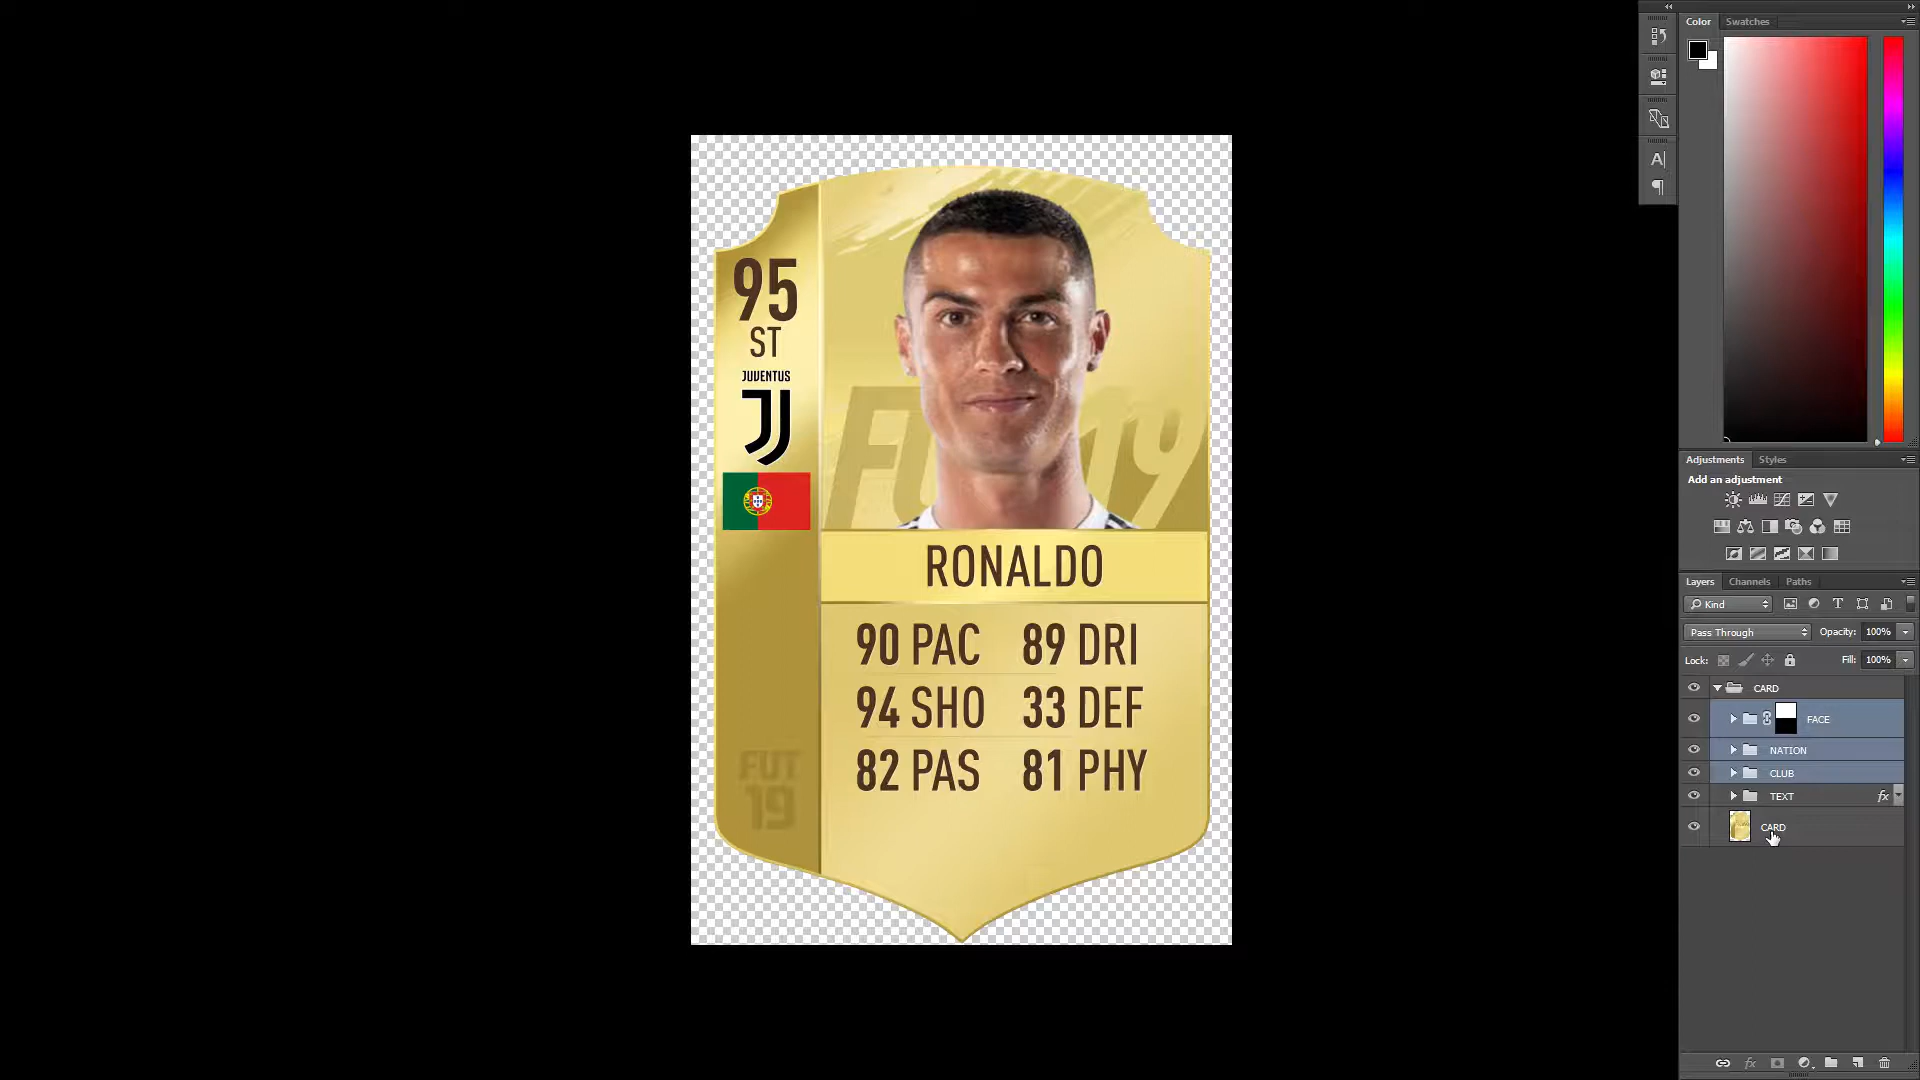 Color Swatches
95
ST
JUVENTUS
FUT 19
RONALDO
90 PAC 89 DRI
94 SHO 33 DEF
82 PAS 81 PHY
FUT
19
Adjustments Styles
Add an adjustment
Layers Channels Paths
Kind
Pass Through Opacity: 100%
Lock: Fill: 100%
CARD
FACE
NATION
CLUB
TEXT fx
CARD
fx